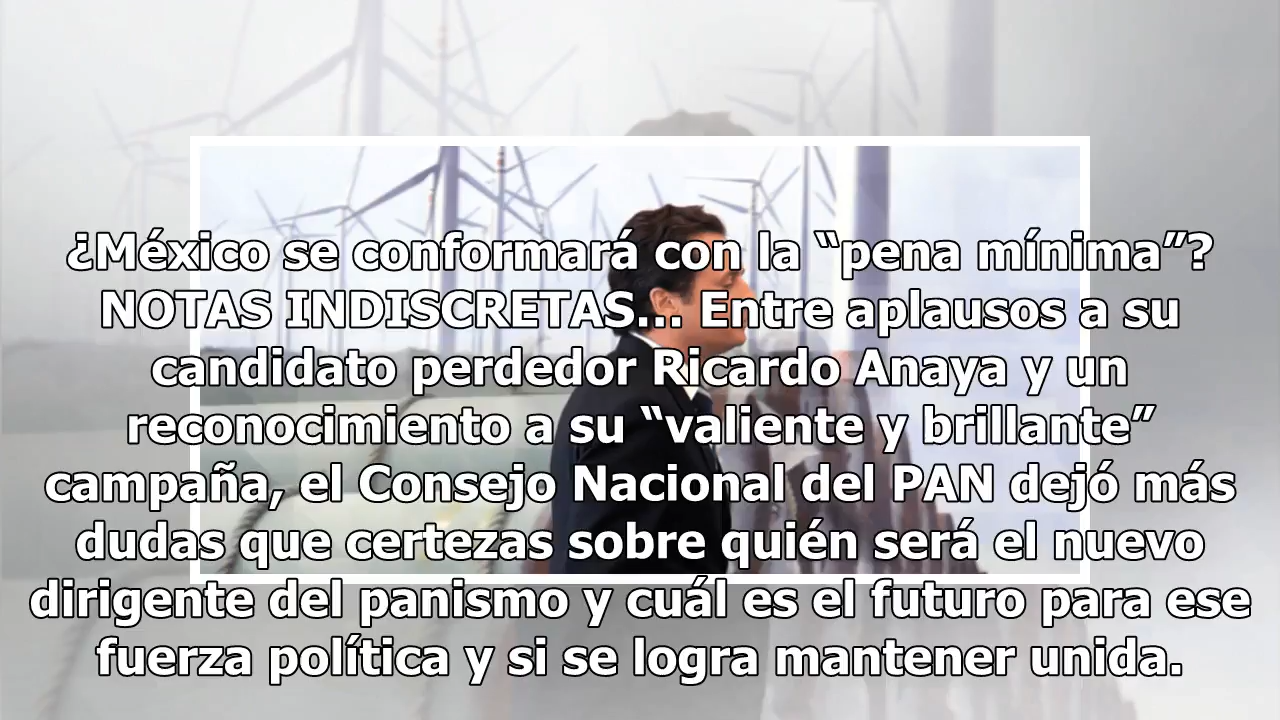 ¿México se conformará con la “pena mínima”?
NOTAS INDISCRETAS… Entre aplausos a su
candidato perdedor Ricardo Anaya y un
reconocimiento a su “valiente y brillante”
campaña, el Consejo Nacional del PAN dejó más
dudas que certezas sobre quién será el nuevo
dirigente del panismo y cuál es el futuro para ese
fuerza política y si se logra mantener unida.